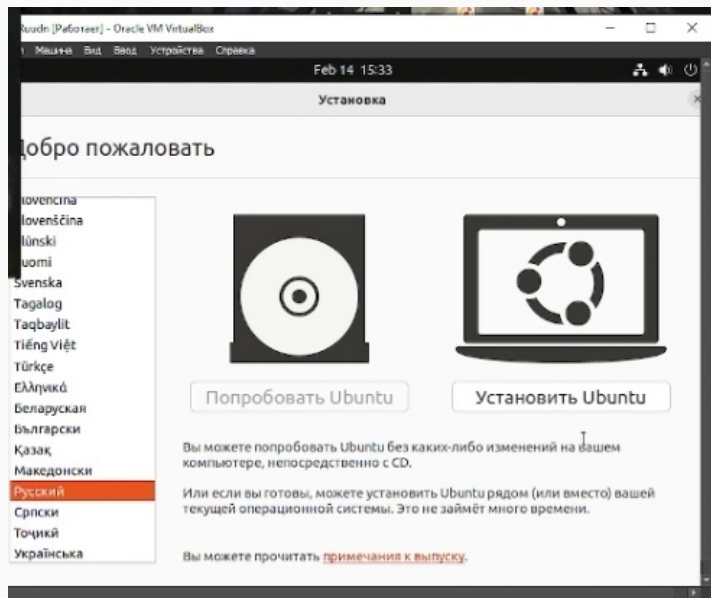 Ruudn [Работает] - Oracle VM VirtualBox
Машина Вид Ввод Устройства Справка
Feb 14 15:33
Установка
Добро пожаловать
Slovenčina
Slovenščina
Suomi
Svenska
Tagalog
Taqbaylit
Tiếng Việt
Türkçe
Ελληνικά
Беларуская
Български
Қазақ
Македонски
Русский
Српски
Тоҷикӣ
Українська
Попробовать Ubuntu
Установить Ubuntu
Вы можете попробовать Ubuntu без каких-либо изменений на вашем
компьютере, непосредственно с CD.
Или если вы готовы, можете установить Ubuntu рядом (или вместо) вашей
текущей операционной системы. Это не займёт много времени.
Вы можете прочитать примечания к выпуску.